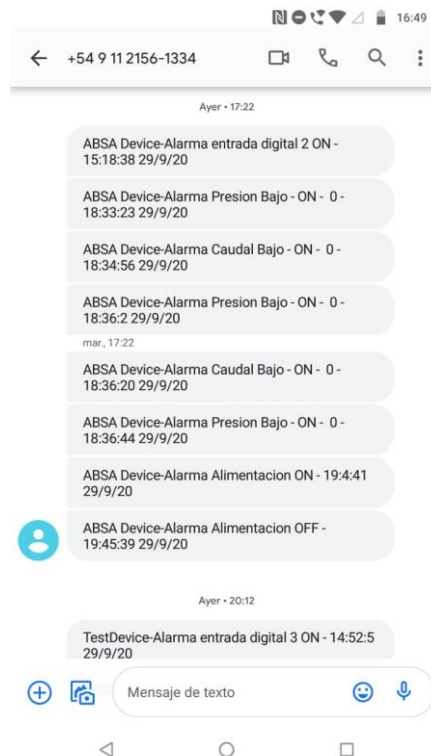 16:49
+54 9 11 2156-1334
Ayer • 17:22
ABSA Device-Alarma entrada digital 2 ON -
15:18:38 29/9/20
ABSA Device-Alarma Presion Bajo - ON - 0 -
18:33:23 29/9/20
ABSA Device-Alarma Caudal Bajo - ON - 0 -
18:34:56 29/9/20
ABSA Device-Alarma Presion Bajo - ON - 0 -
18:36:2 29/9/20
mar., 17:22
ABSA Device-Alarma Caudal Bajo - ON - 0 -
18:36:20 29/9/20
ABSA Device-Alarma Presion Bajo - ON - 0 -
18:36:44 29/9/20
ABSA Device-Alarma Alimentacion ON - 19:4:41
29/9/20
ABSA Device-Alarma Alimentacion OFF -
19:45:39 29/9/20
Ayer • 20:12
TestDevice-Alarma entrada digital 3 ON - 14:52:5
29/9/20
Mensaje de texto